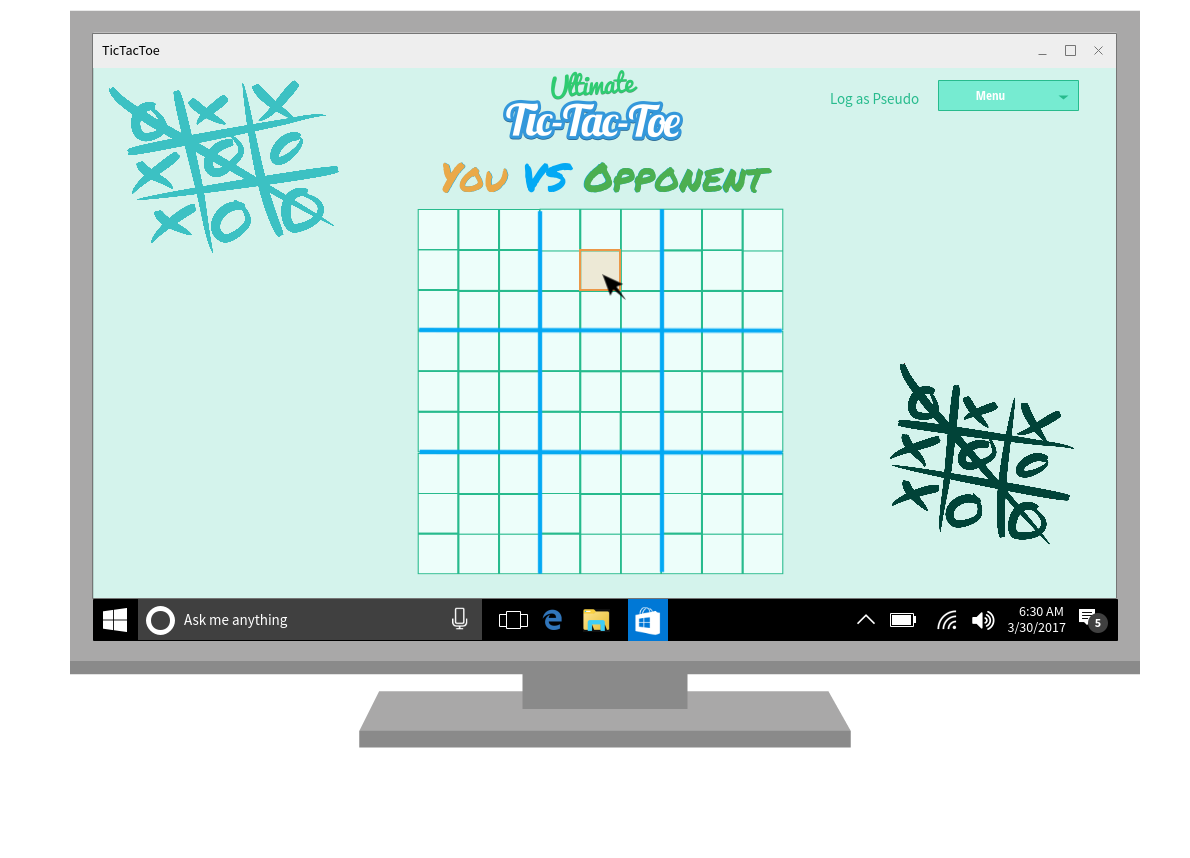 TicTacToe
Ultimate
Tic-Tac-Toe
Log as Pseudo
Menu
You VS Opponent
Ask me anything
6:30 AM
3/30/2017
5